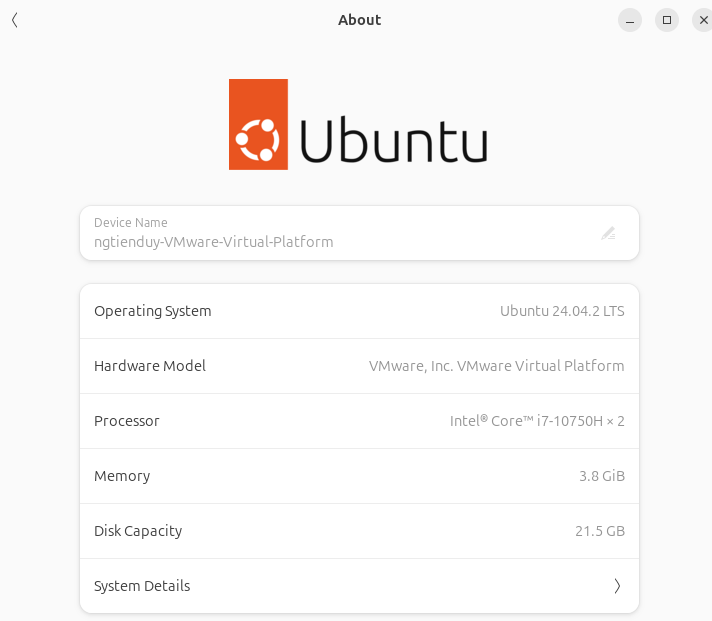 About
Ubuntu
Device Name
ngtienduy-VMware-Virtual-Platform
Operating System Ubuntu 24.04.2 LTS
Hardware Model VMware, Inc. VMware Virtual Platform
Processor Intel® Core™ i7-10750H × 2
Memory 3.8 GiB
Disk Capacity 21.5 GB
System Details